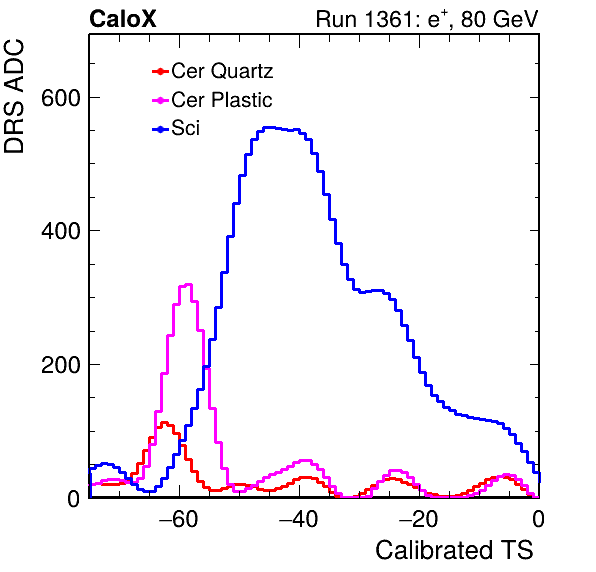 CaloX Run 1361: e⁺, 80 GeV
DRS ADC
Cer Quartz
Cer Plastic
Sci
600
400
200
0
−60 −40 −20 0
Calibrated TS